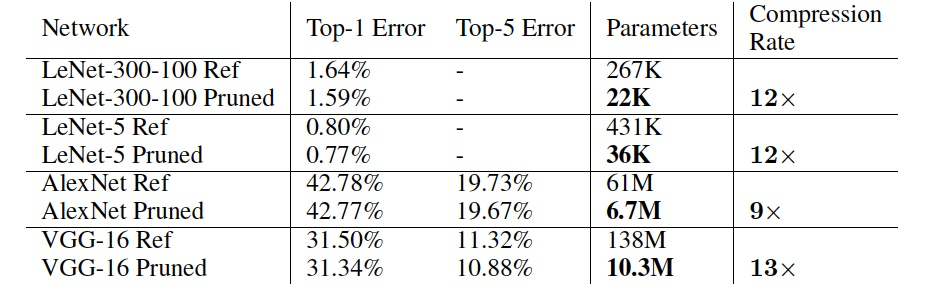 Network Top-1 Error Top-5 Error Parameters Compression Rate
LeNet-300-100 Ref 1.64% - 267K
LeNet-300-100 Pruned 1.59% - 22K 12×
LeNet-5 Ref 0.80% - 431K
LeNet-5 Pruned 0.77% - 36K 12×
AlexNet Ref 42.78% 19.73% 61M
AlexNet Pruned 42.77% 19.67% 6.7M 9×
VGG-16 Ref 31.50% 11.32% 138M
VGG-16 Pruned 31.34% 10.88% 10.3M 13×